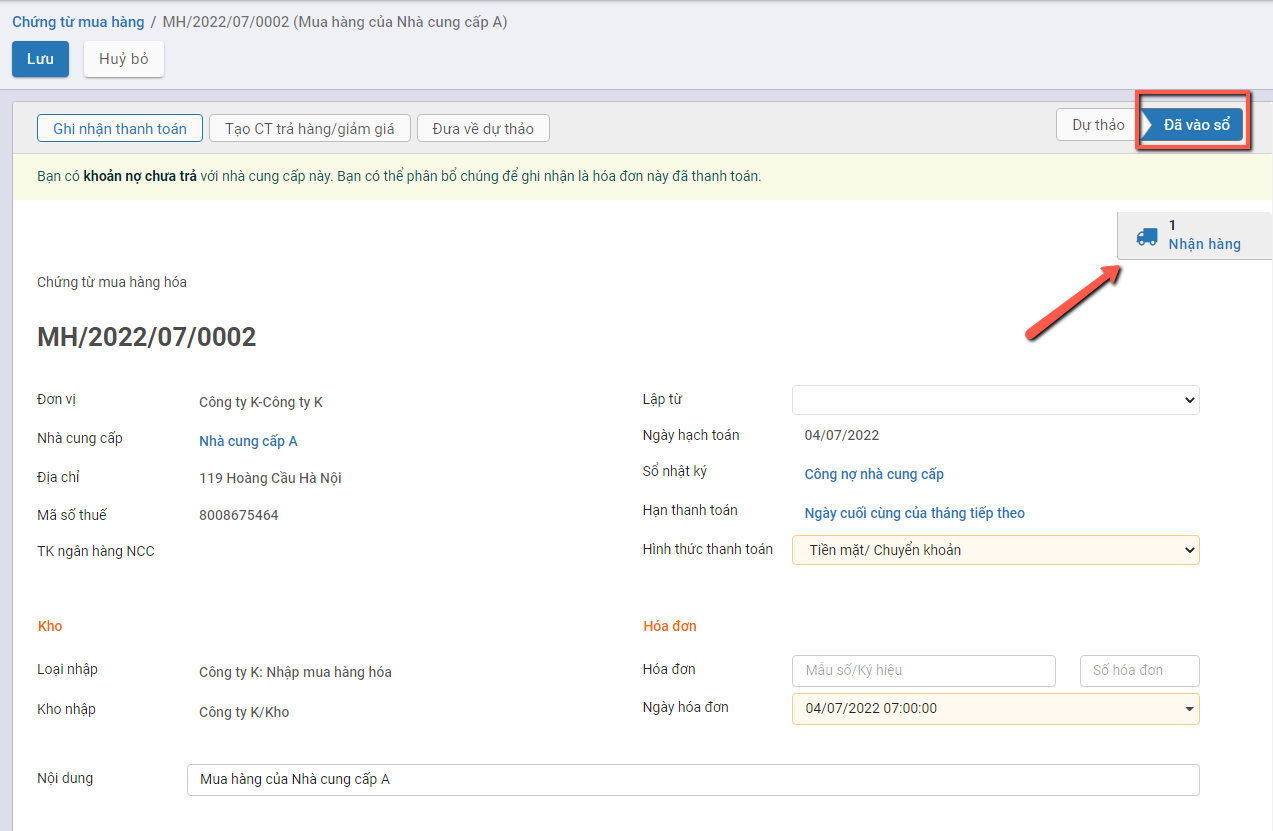 Chứng từ mua hàng / MH/2022/07/0002 (Mua hàng của Nhà cung cấp A)
Lưu Huỷ bỏ
Ghi nhận thanh toán Tạo CT trả hàng/giảm giá Đưa về dự thảo Dự thảo Đã vào sổ
Bạn có khoản nợ chưa trả với nhà cung cấp này. Bạn có thể phân bổ chúng để ghi nhận là hóa đơn này đã thanh toán.
1
Nhận hàng
Chứng từ mua hàng hóa
MH/2022/07/0002
Đơn vị Công ty K-Công ty K
Nhà cung cấp Nhà cung cấp A
Địa chỉ 119 Hoàng Cầu Hà Nội
Mã số thuế 8008675464
TK ngân hàng NCC
Lập từ
Ngày hạch toán 04/07/2022
Sổ nhật ký Công nợ nhà cung cấp
Hạn thanh toán Ngày cuối cùng của tháng tiếp theo
Hình thức thanh toán Tiền mặt/ Chuyển khoản
Kho
Loại nhập Công ty K: Nhập mua hàng hóa
Kho nhập Công ty K/Kho
Hóa đơn
Hóa đơn Mẫu số/Ký hiệu Số hóa đơn
Ngày hóa đơn 04/07/2022 07:00:00
Nội dung Mua hàng của Nhà cung cấp A